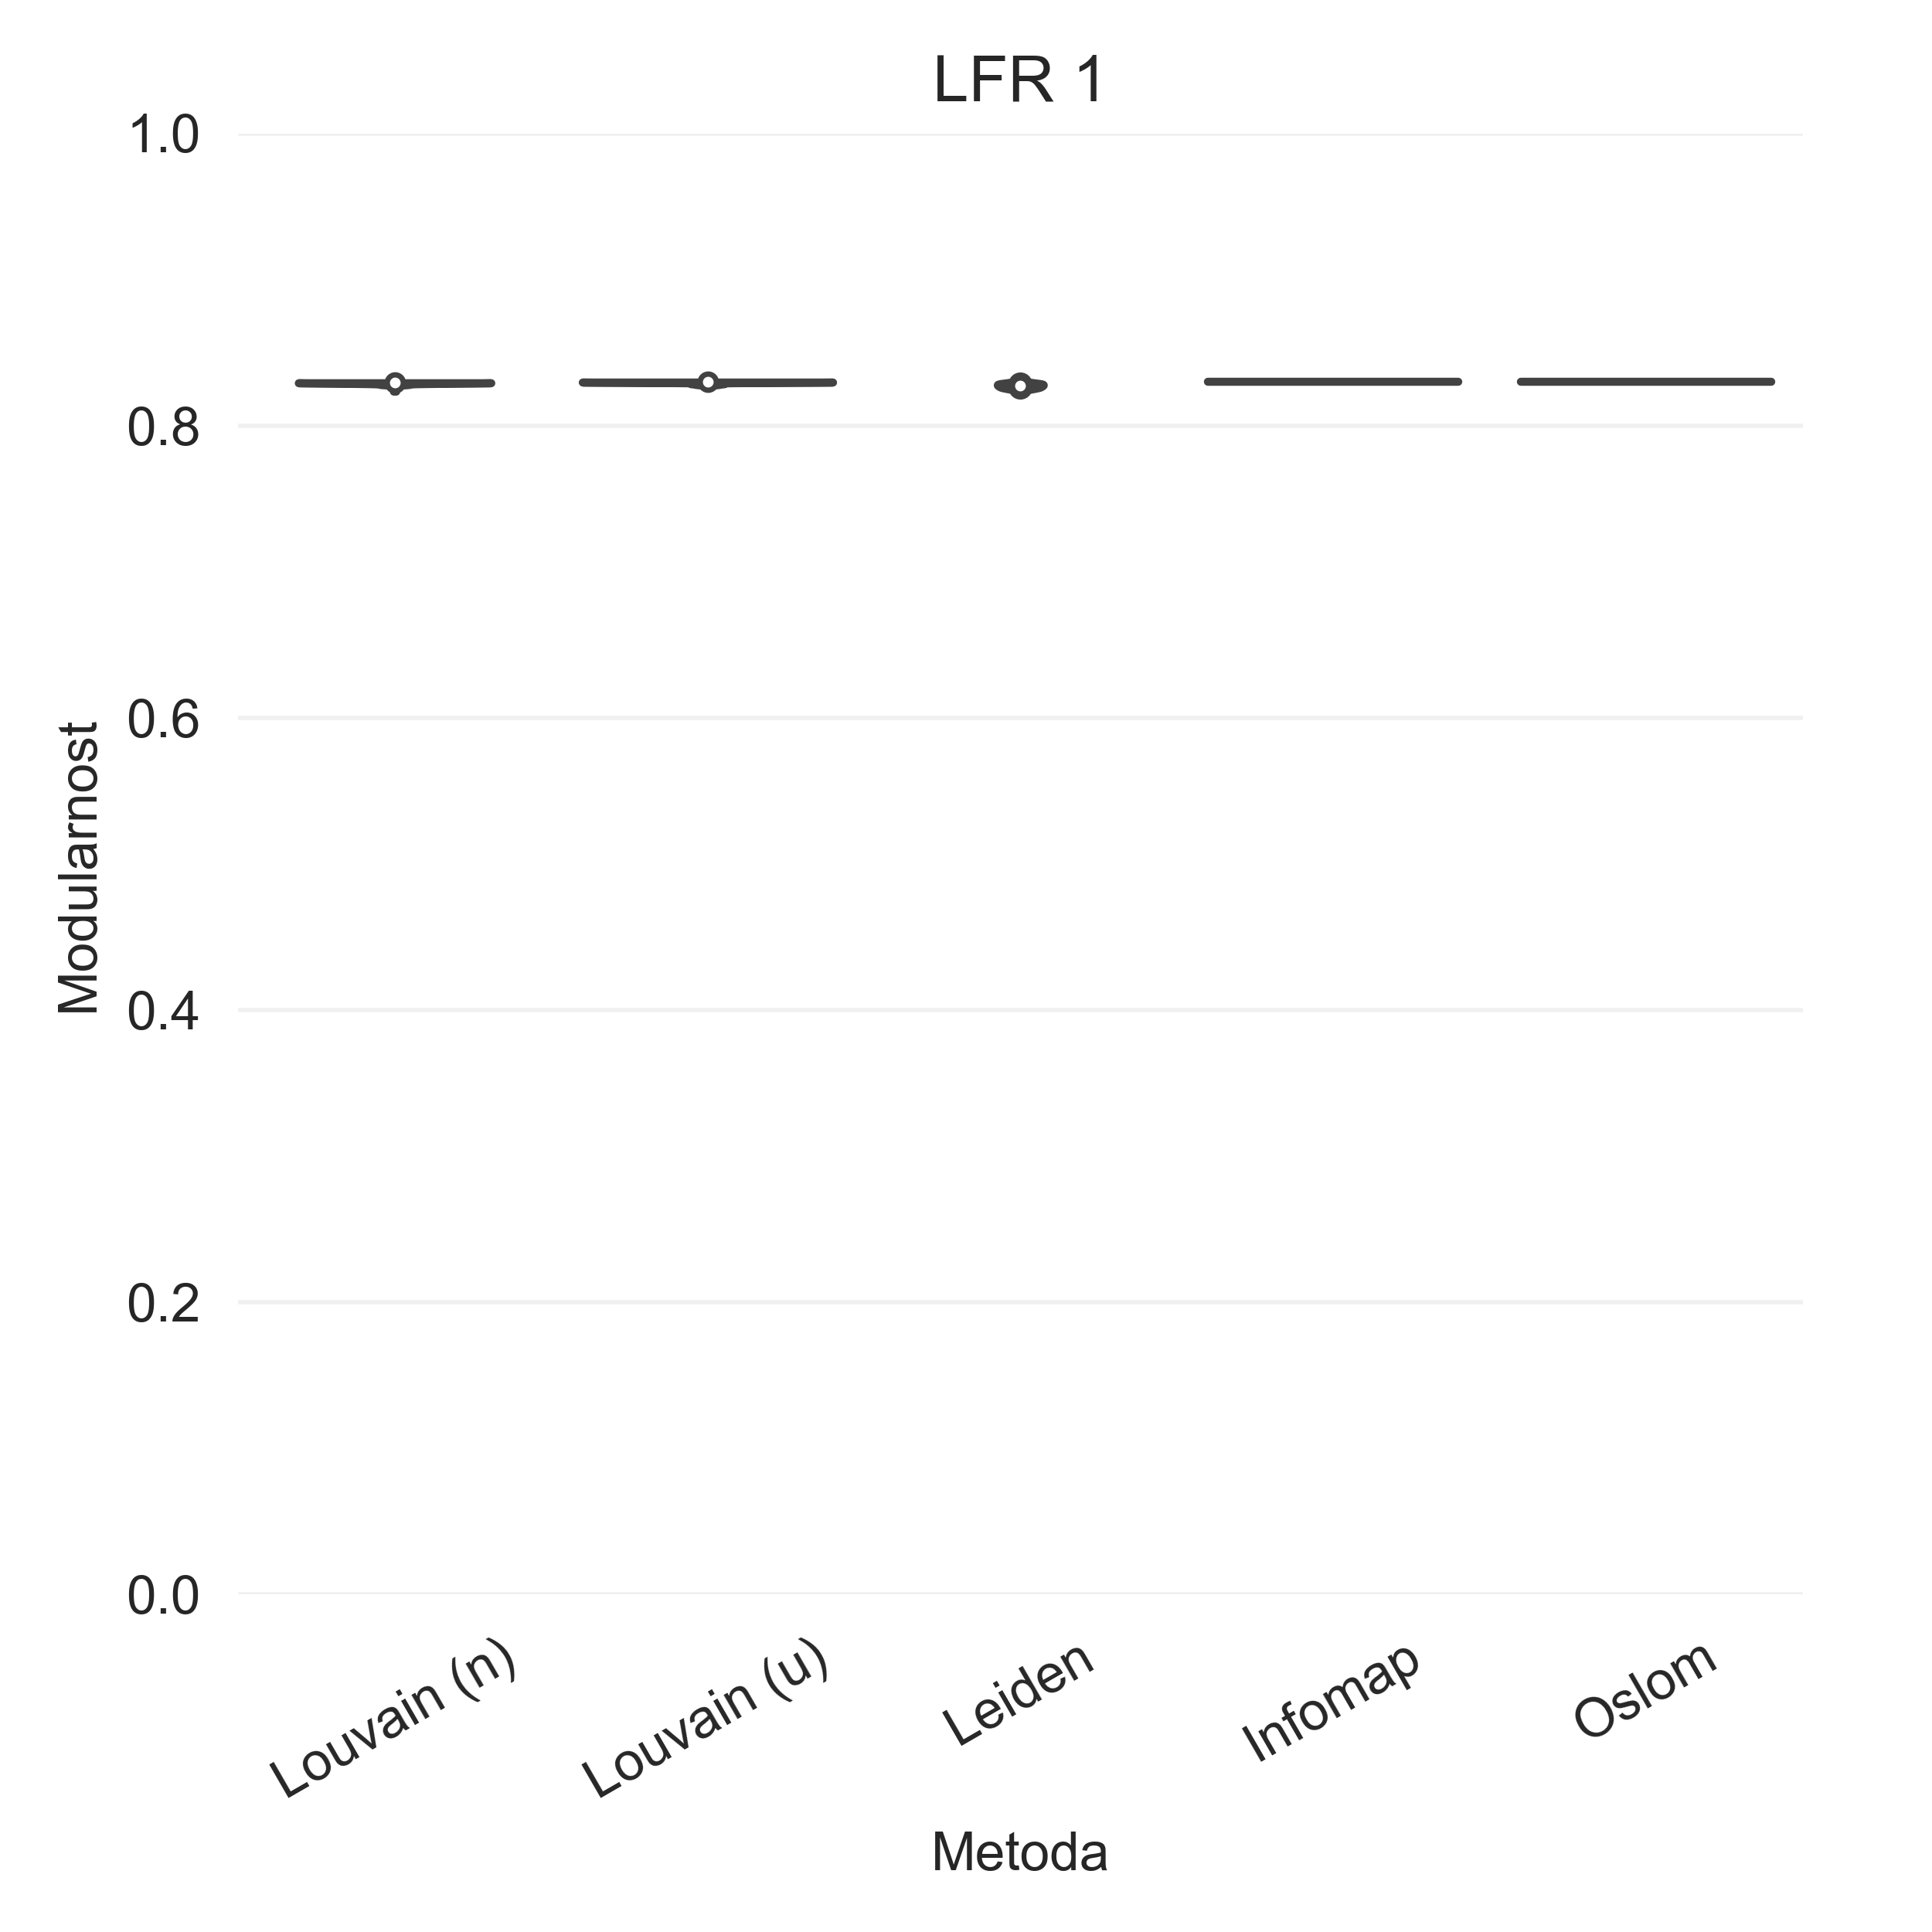 LFR 1
1.0
0.8
0.6
0.4
0.2
0.0
Modularnost
Louvain (n)
Louvain (u)
Leiden
Infomap
Oslom
Metoda